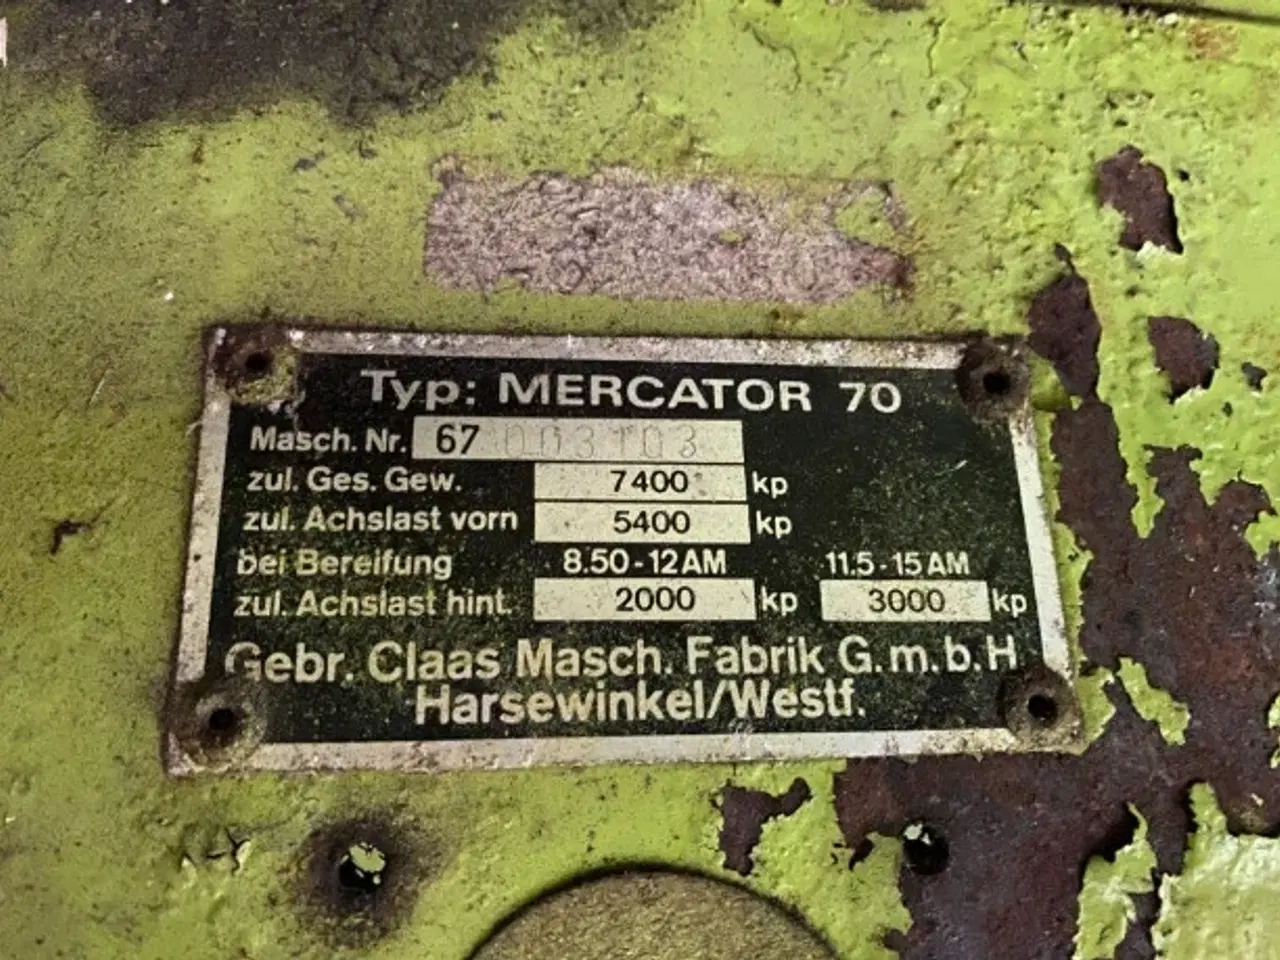 Typ: MERCATOR 70
Masch. Nr. 67 003103
zul. Ges. Gew. 7400 kp
zul. Achslast vorn 5400 kp
bei Bereifung 8.50-12 AM 11.5-15 AM
zul. Achslast hint. 2000 kp 3000 kp
Gebr. Claas Masch. Fabrik G.m.b.H
Harsewinkel/Westf.